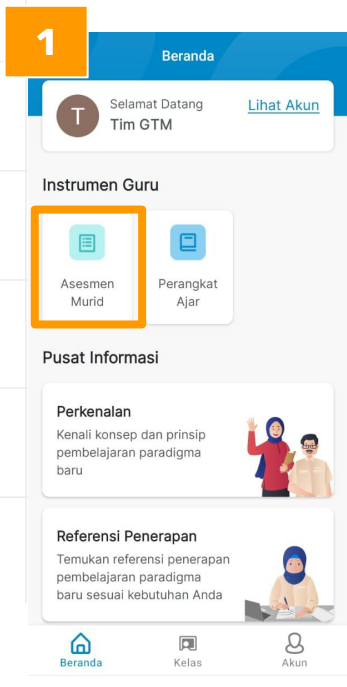 1
Beranda
T
Selamat Datang
Lihat Akun
Tim GTM
Instrumen Guru
Asesmen
Murid
Perangkat
Ajar
Pusat Informasi
Perkenalan
Kenali konsep dan prinsip
pembelajaran paradigma
baru
Referensi Penerapan
Temukan referensi penerapan
pembelajaran paradigma
baru sesuai kebutuhan Anda
Beranda
Kelas
Akun